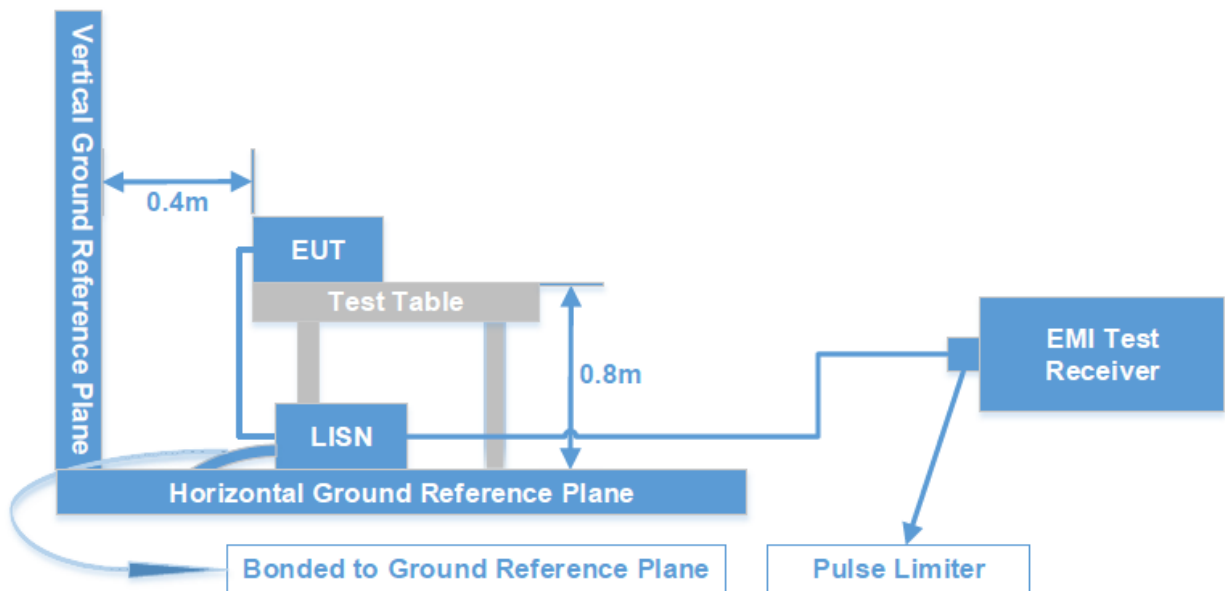 Vertical Ground Reference Plane
0.4m
EUT
Test Table
0.8m
EMI Test
Receiver
LISN
Horizontal Ground Reference Plane
Bonded to Ground Reference Plane
Pulse Limiter